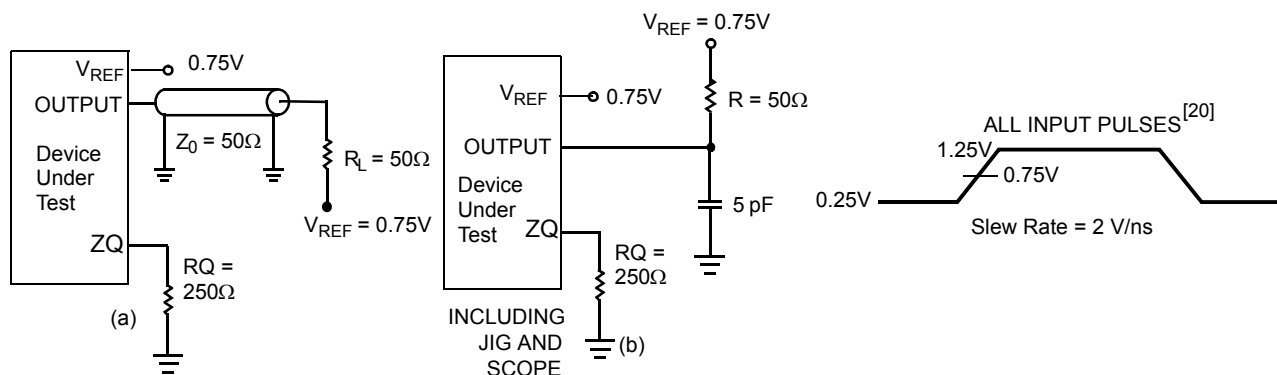 V_REF
0.75V
OUTPUT
Z_0 = 50Ω
Device
Under
Test
R_L = 50Ω
V_REF = 0.75V
ZQ
RQ =
250Ω
(a)
V_REF = 0.75V
R = 50Ω
V_REF
0.75V
OUTPUT
Device
Under
Test
5 pF
ZQ
RQ =
250Ω
INCLUDING
JIG AND
SCOPE
(b)
ALL INPUT PULSES[20]
1.25V
0.75V
0.25V
Slew Rate = 2 V/ns